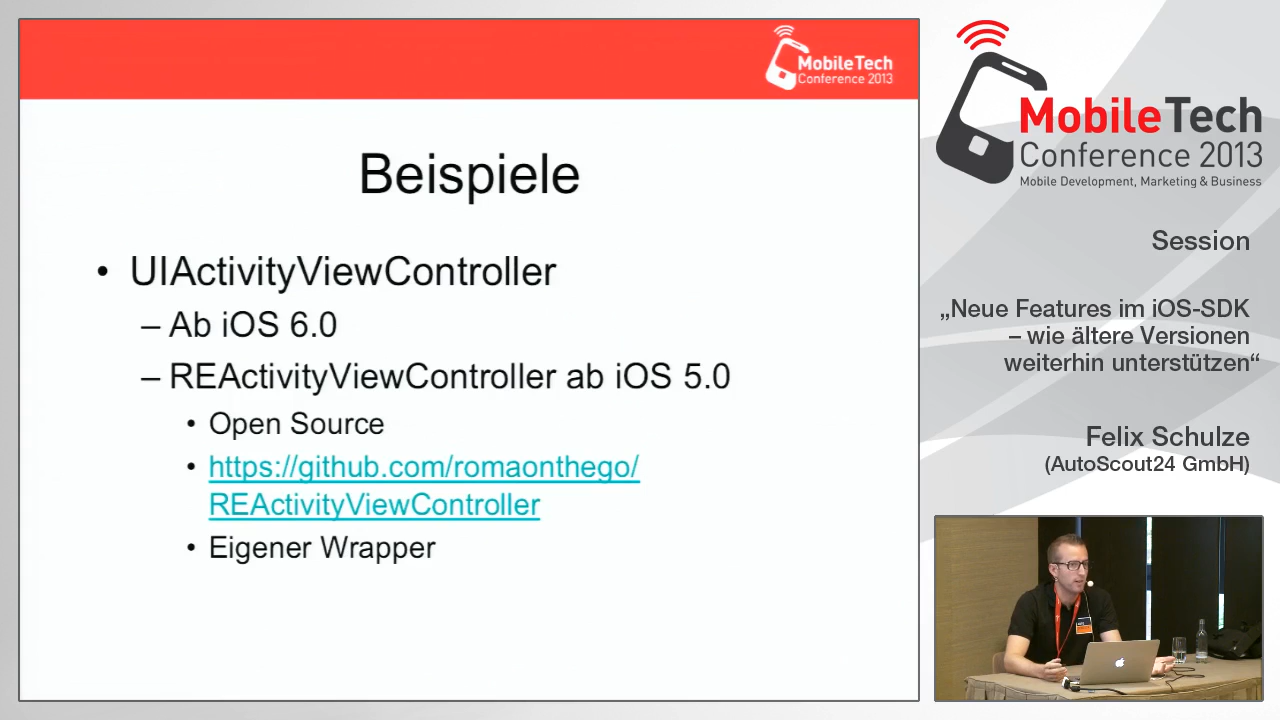 MobileTech
Conference 2013
Beispiele
• UIActivityViewController
– Ab iOS 6.0
– REActivityViewController ab iOS 5.0
• Open Source
• https://github.com/romaonthego/
REActivityViewController
• Eigener Wrapper
MobileTech
Conference 2013
Mobile Development, Marketing & Business
Session
„Neue Features im iOS-SDK
– wie ältere Versionen
weiterhin unterstützen“
Felix Schulze
(AutoScout24 GmbH)